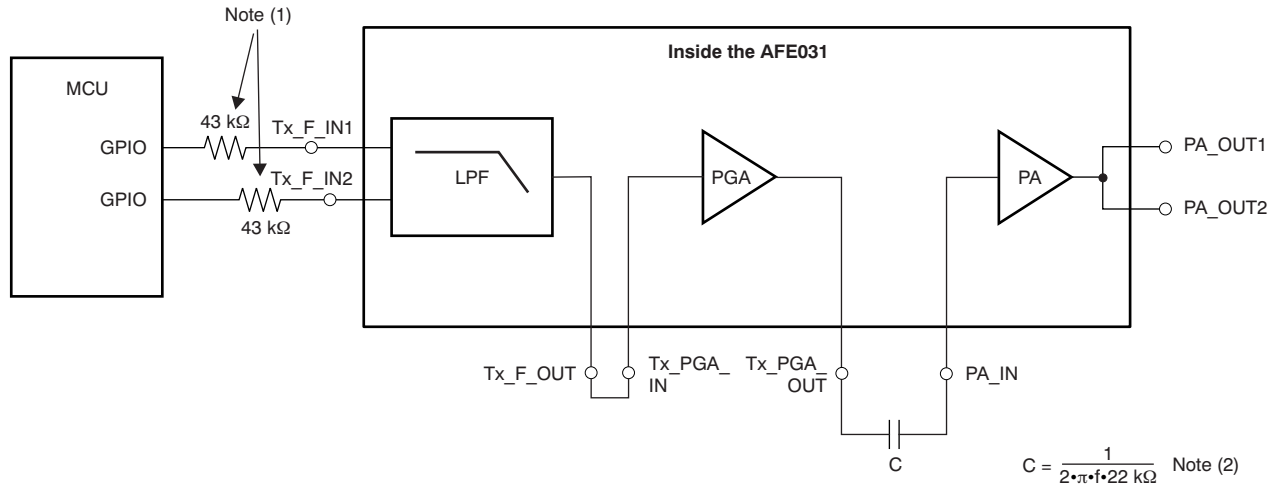 Note (1)
Inside the AFE031
MCU
43 kΩ
Tx_F_IN1
GPIO
LPF
PGA
PA
PA_OUT1
Tx_F_IN2
GPIO
43 kΩ
PA_OUT2
Tx_F_OUT
Tx_PGA_
IN
Tx_PGA_
OUT
PA_IN
C
C = 1 / 2•π•f•22 kΩ Note (2)